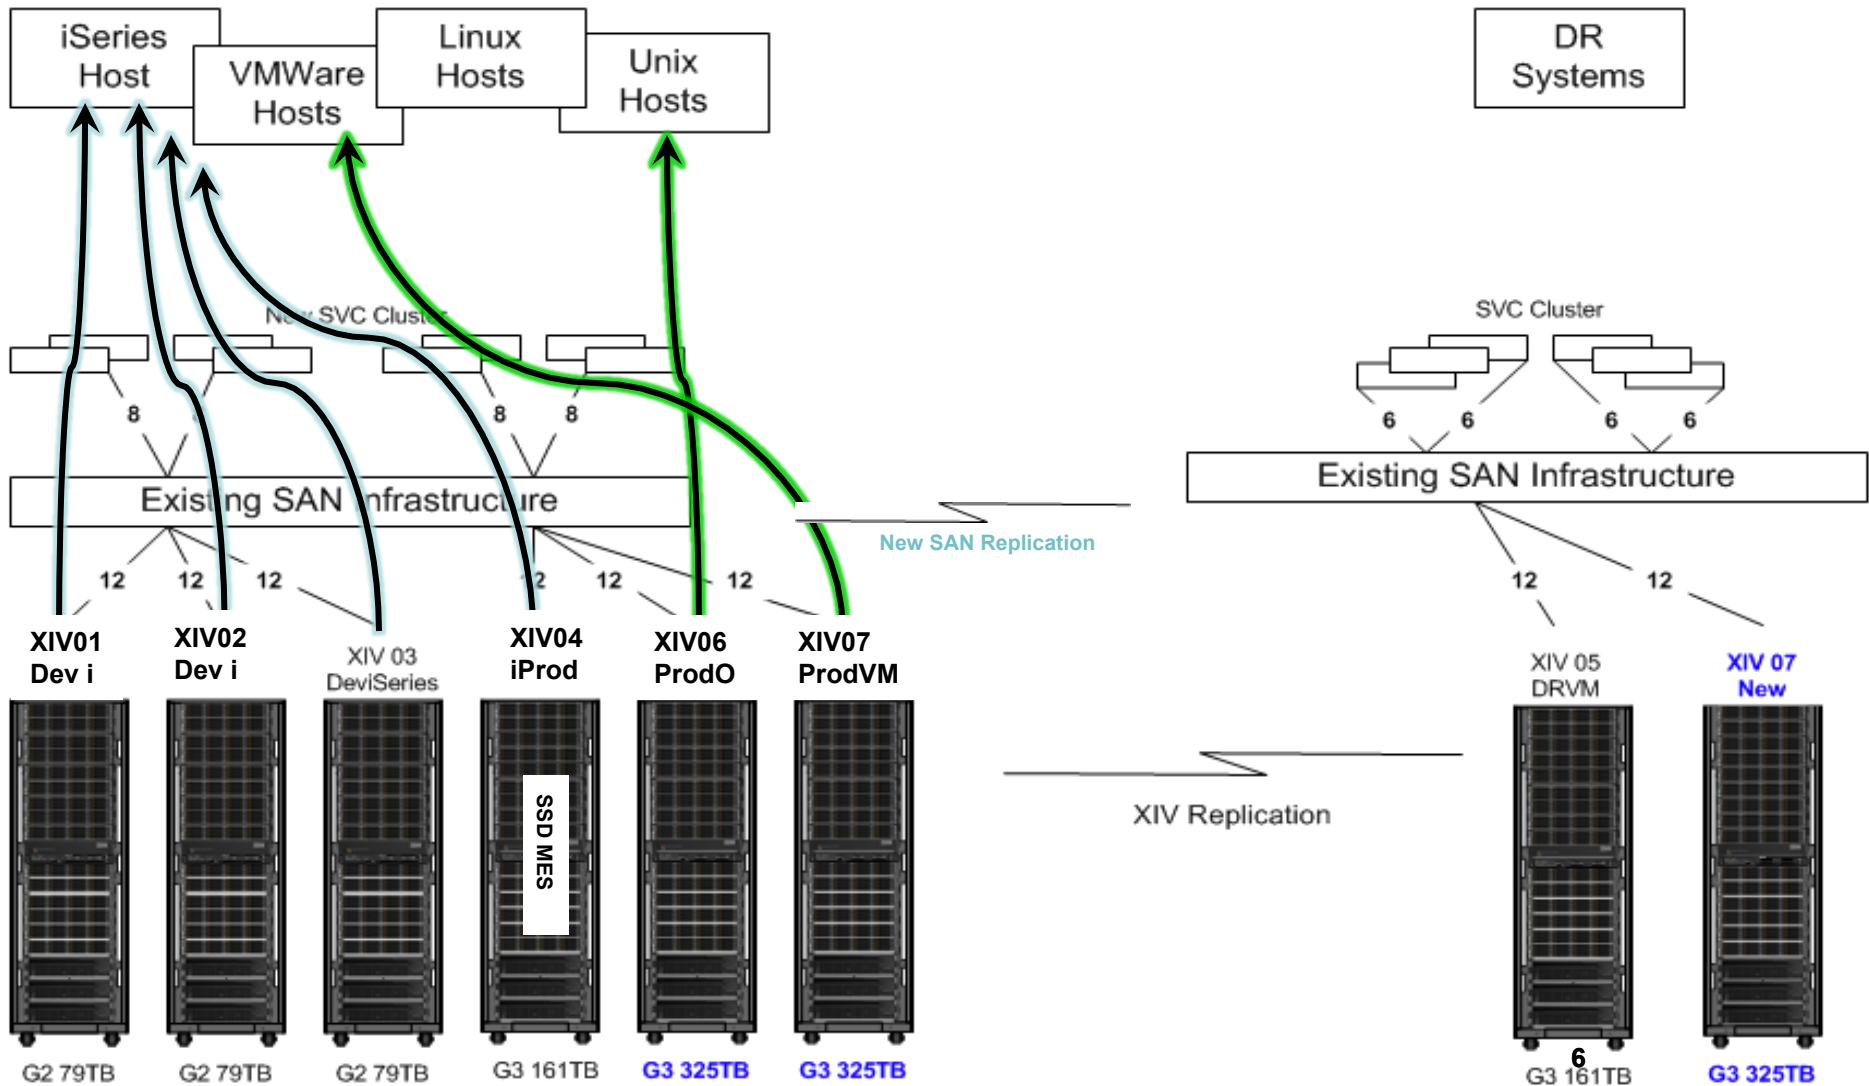 iSeries
Host
VMWare
Hosts
Linux
Hosts
Unix
Hosts
DR
Systems
New SVC Cluster
SVC Cluster
8
8
8
6
6
6
6
Existing SAN Infrastructure
Existing SAN Infrastructure
New SAN Replication
12
12
12
12
12
12
12
XIV01
Dev i
XIV02
Dev i
XIV 03
DeviSeries
XIV04
iProd
XIV06
ProdO
XIV07
ProdVM
XIV 05
DRVM
XIV 07
New
SSD MES
XIV Replication
G2 79TB
G2 79TB
G2 79TB
G3 161TB
G3 325TB
G3 325TB
6
G3 161TB
G3 325TB